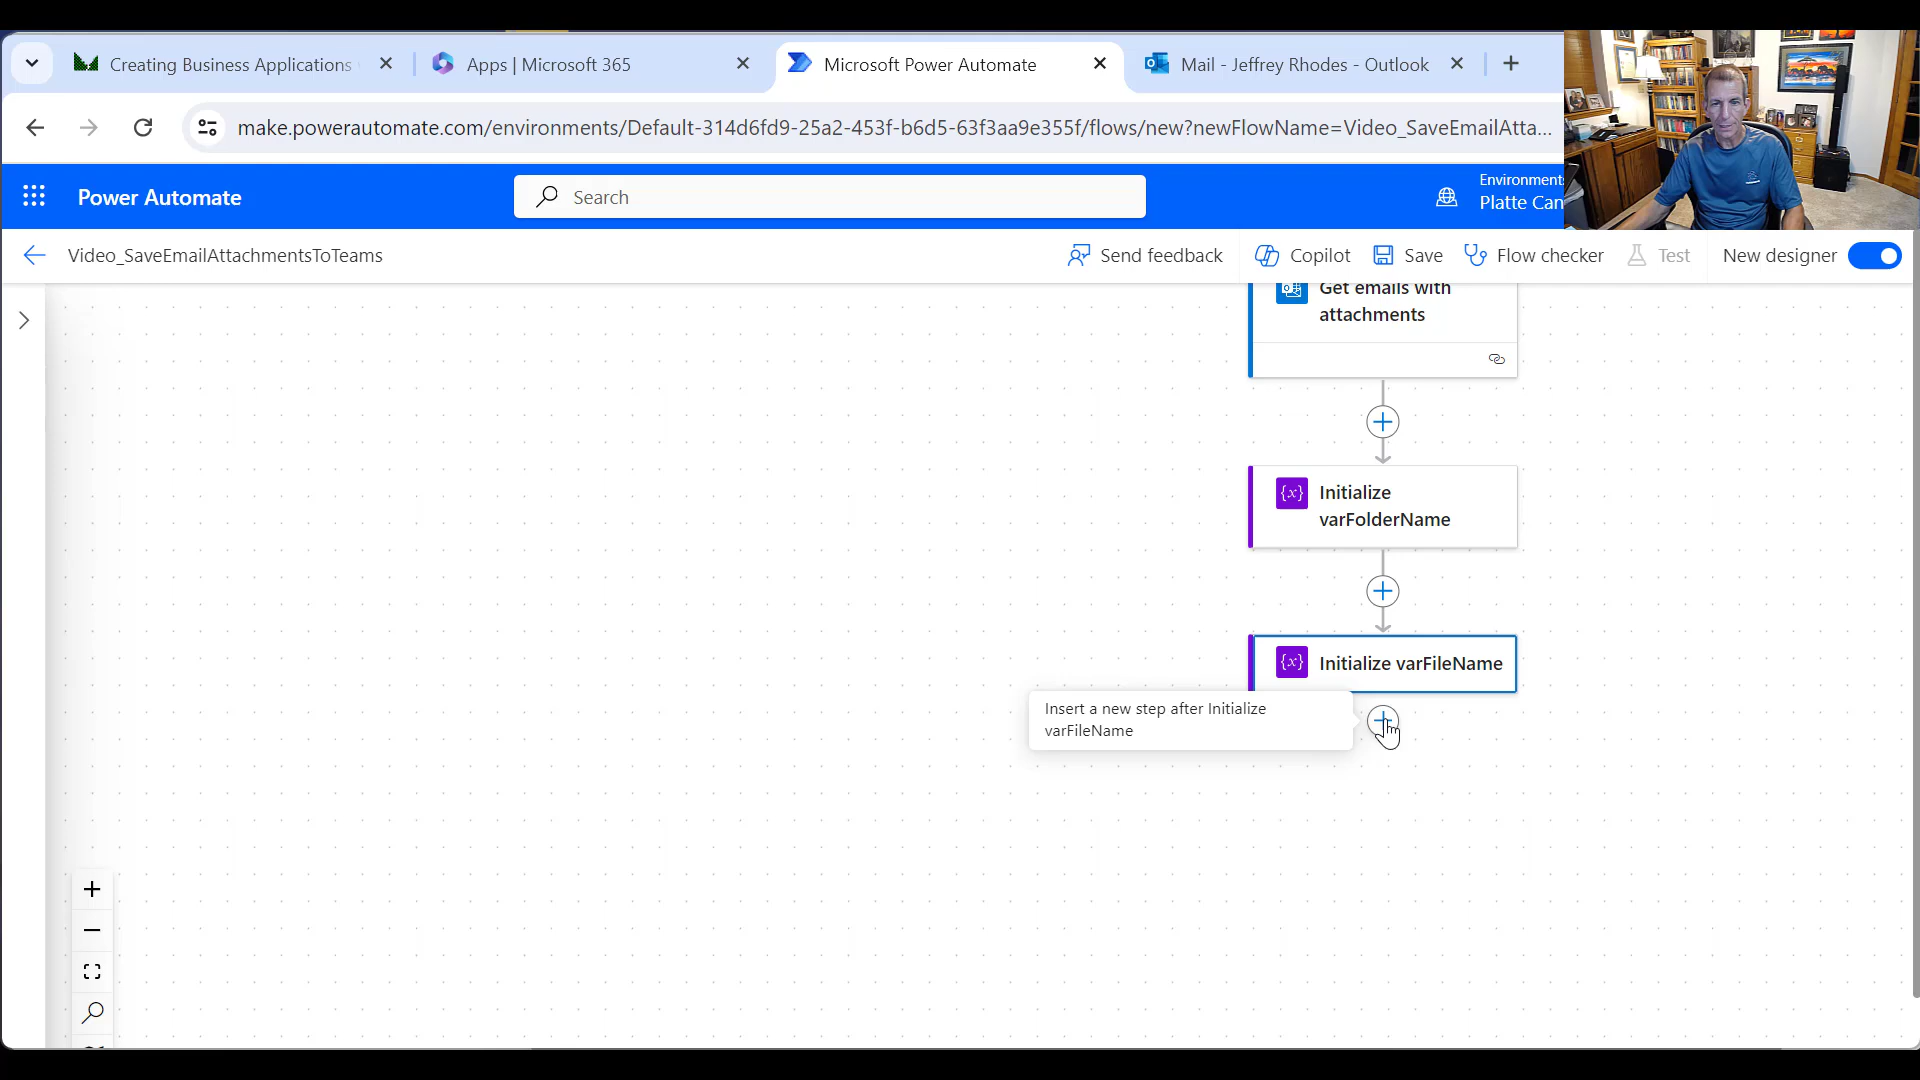 Creating Business Applications
Apps | Microsoft 365
Microsoft Power Automate
Mail - Jeffrey Rhodes - Outlook
make.powerautomate.com/environments/Default-314d6fd9-25a2-453f-b6d5-63f3aa9e355f/flows/new?newFlowName=Video_SaveEmailAtta...
Power Automate
Search
Environment
Platte Can
Video_SaveEmailAttachmentsToTeams
Send feedback
Copilot
Save
Flow checker
Test
New designer
Get emails with
attachments
Initialize
varFolderName
Initialize varFileName
Insert a new step after Initialize
varFileName